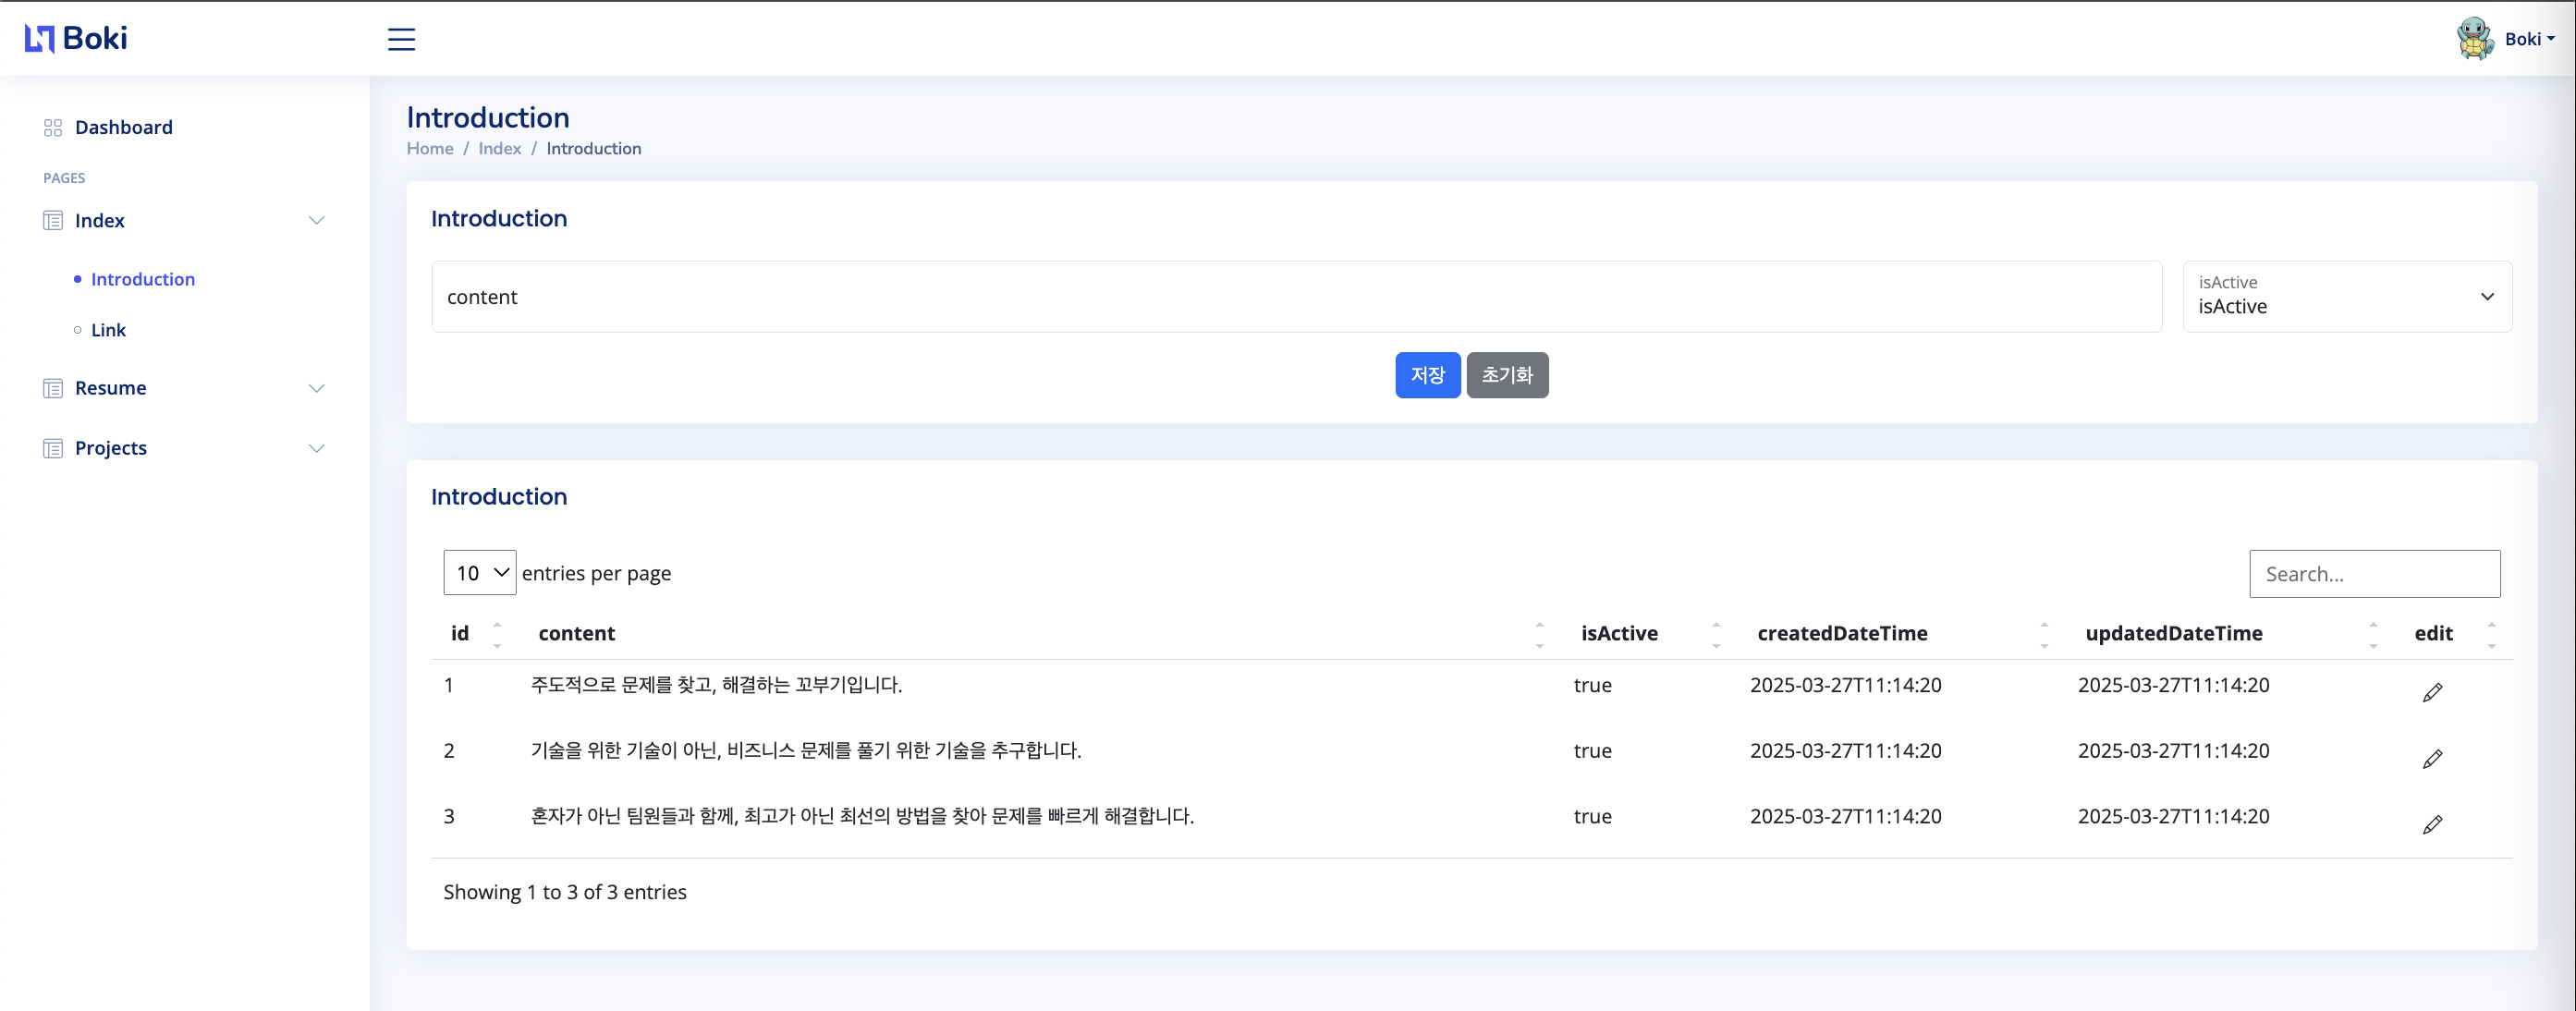 Boki
Boki
Dashboard
PAGES
Index
Introduction
Link
Resume
Projects
Introduction
Home / Index / Introduction
Introduction
content
isActive
isActive
저장 초기화
Introduction
10 entries per page
Search...
id content isActive createdDateTime updatedDateTime edit
1 주도적으로 문제를 찾고, 해결하는 꼬부기입니다. true 2025-03-27T11:14:20 2025-03-27T11:14:20
2 기술을 위한 기술이 아닌, 비즈니스 문제를 풀기 위한 기술을 추구합니다. true 2025-03-27T11:14:20 2025-03-27T11:14:20
3 혼자가 아닌 팀원들과 함께, 최고가 아닌 최선의 방법을 찾아 문제를 빠르게 해결합니다. true 2025-03-27T11:14:20 2025-03-27T11:14:20
Showing 1 to 3 of 3 entries